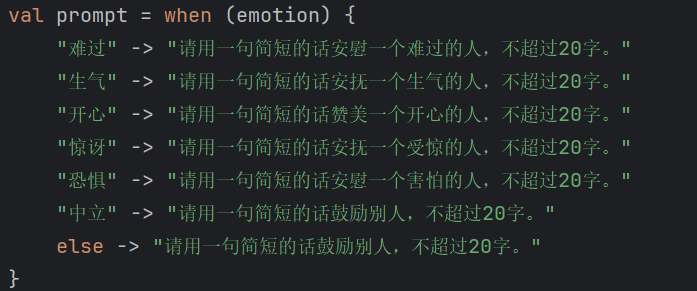 val prompt = when (emotion) {
    "难过" -> "请用一句简短的话安慰一个难过的人，不超过20字。"
    "生气" -> "请用一句简短的话安抚一个生气的人，不超过20字。"
    "开心" -> "请用一句简短的话赞美一个开心的人，不超过20字。"
    "惊讶" -> "请用一句简短的话安抚一个受惊的人，不超过20字。"
    "恐惧" -> "请用一句简短的话安慰一个害怕的人，不超过20字。"
    "中立" -> "请用一句简短的话鼓励别人，不超过20字。"
    else -> "请用一句简短的话鼓励别人，不超过20字。"
}